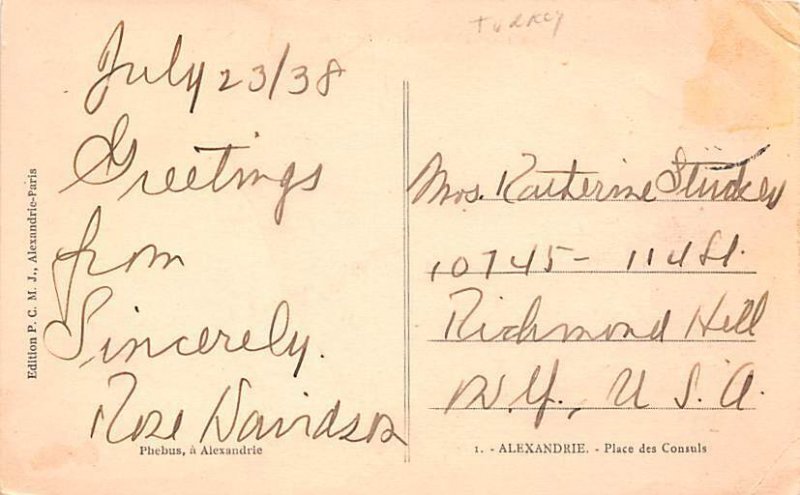 TURKEY
July 23/38
Greetings
from
Sincerely.
Rose Davidson
Mrs. Katherine
10745 - 114 St.
Richmond Hill
N.Y., U.S.A.
Edition P. C. M. J., Alexandrie-Paris
Phebus, à Alexandrie
1. - ALEXANDRIE. - Place des Consuls